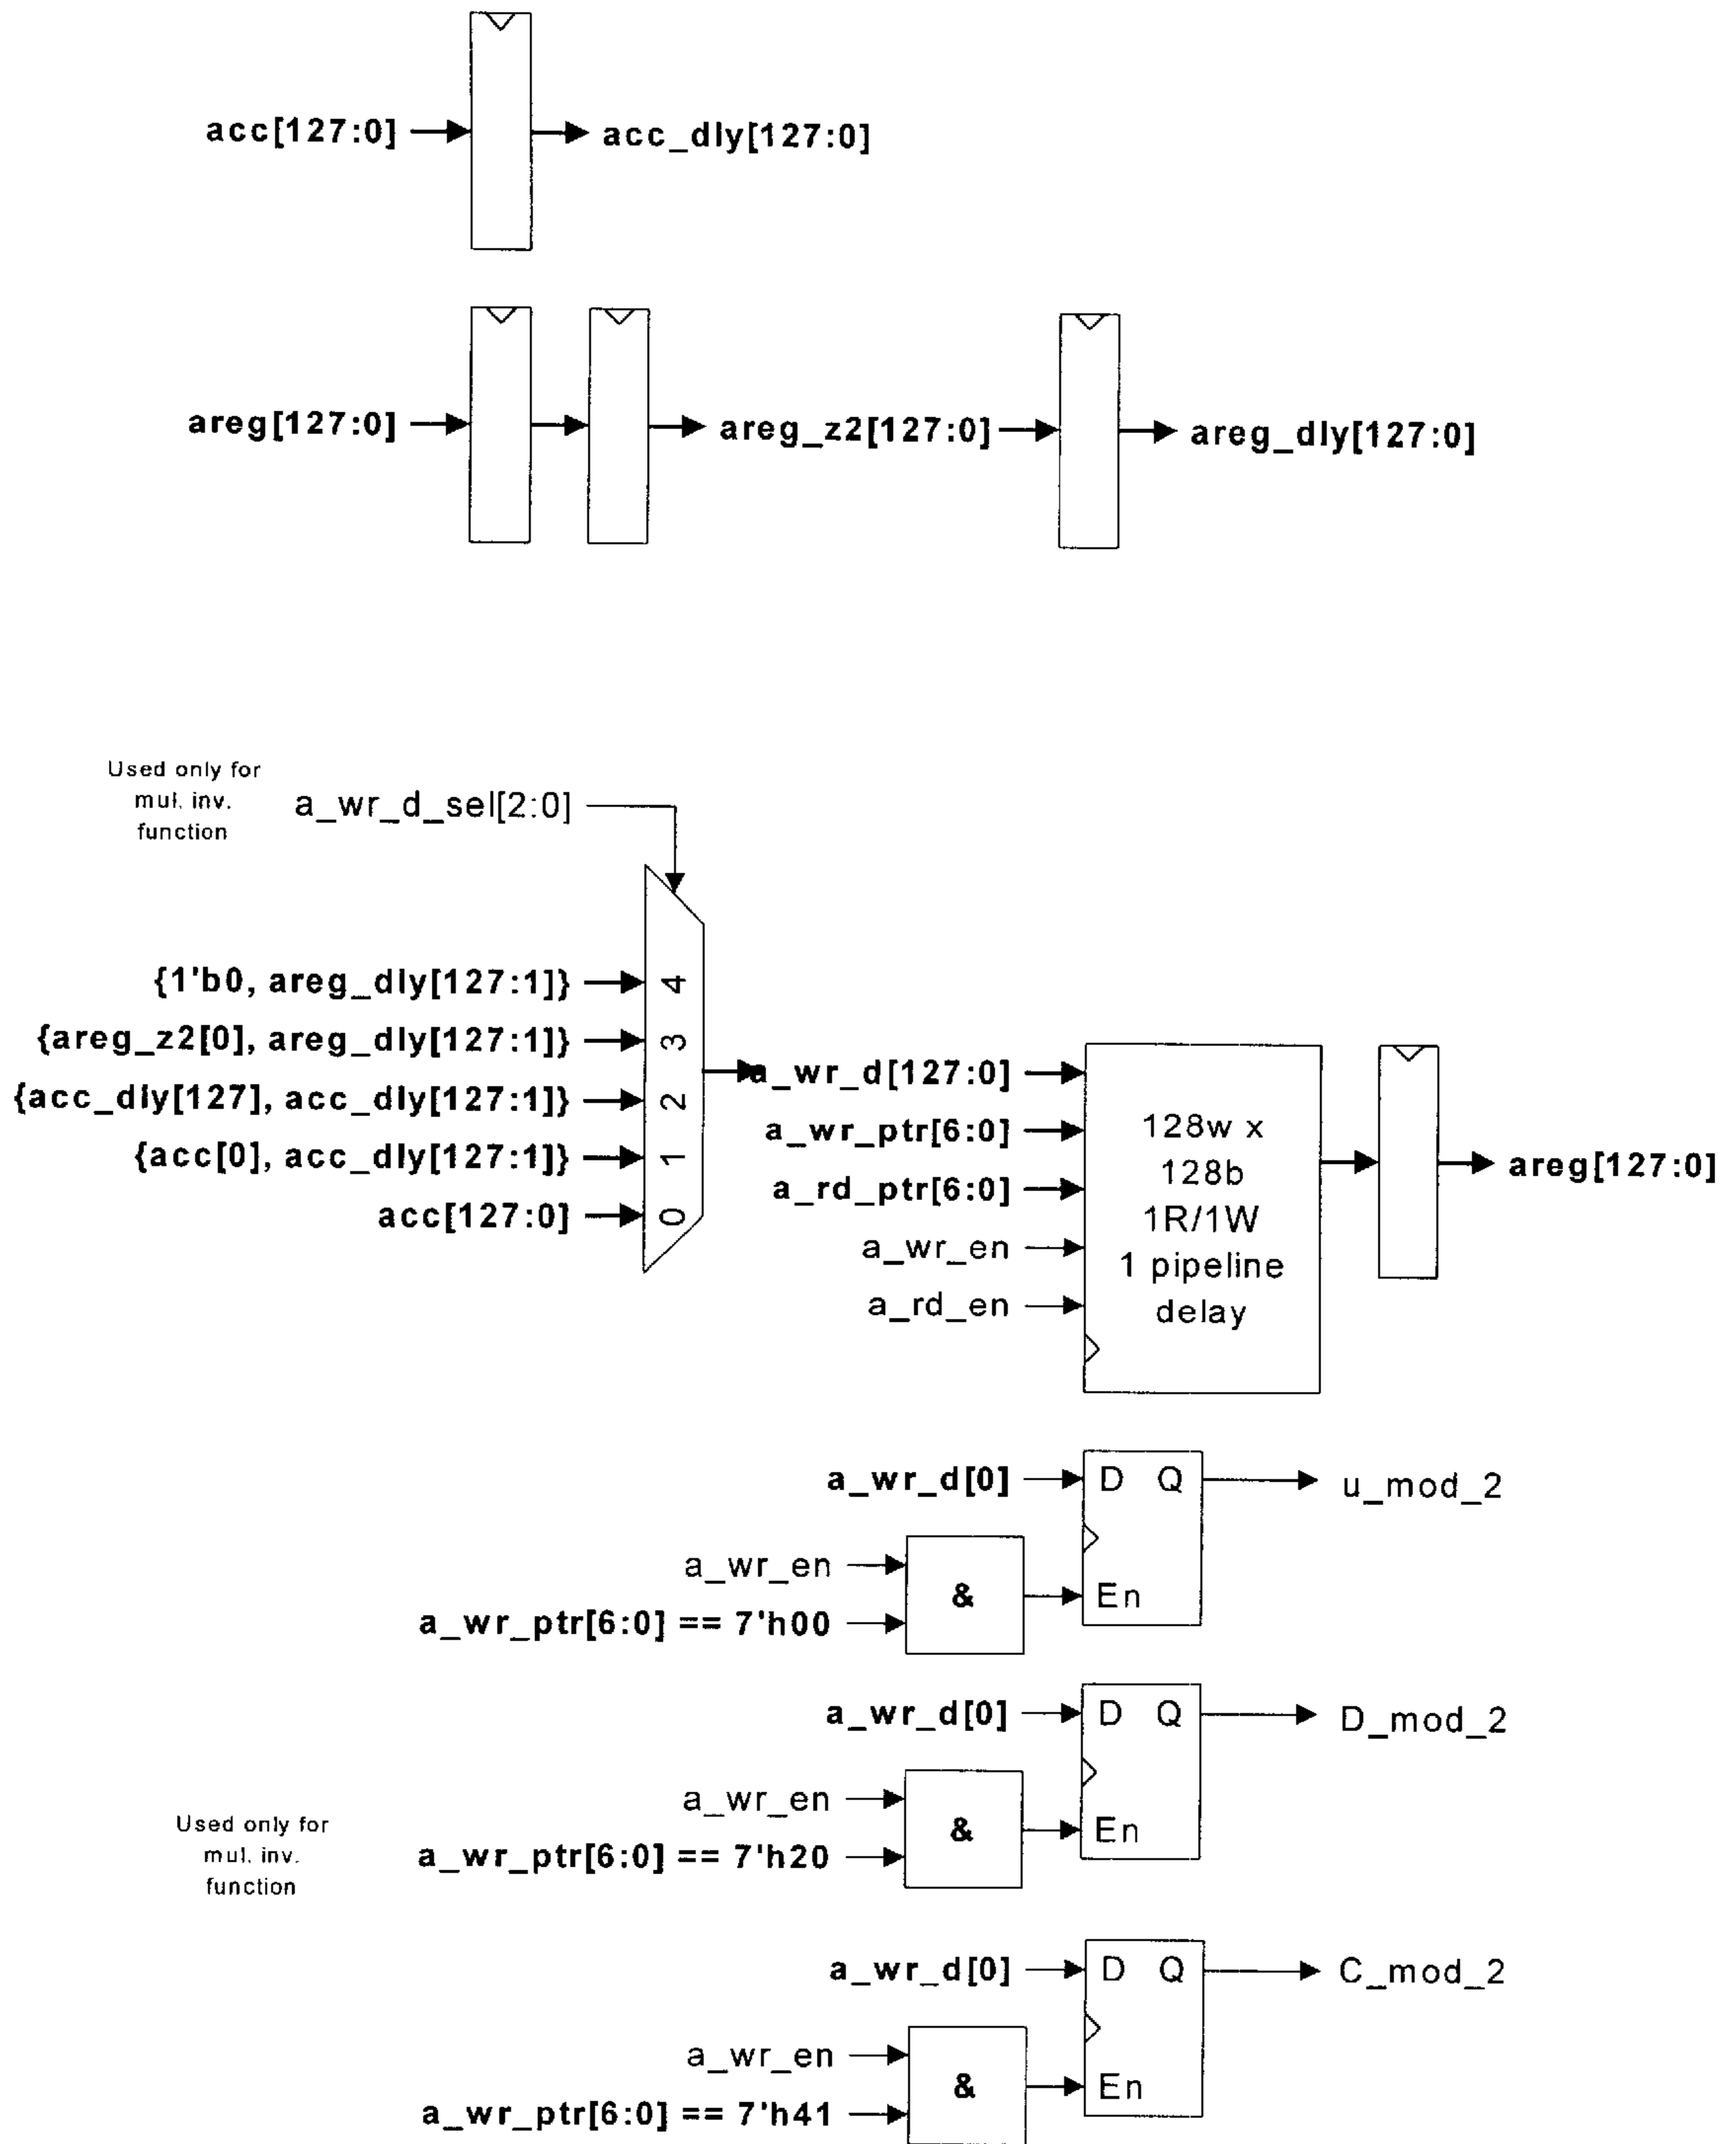 acc[127:0]
acc_dly[127:0]
areg[127:0]
areg_z2[127:0]
areg_dly[127:0]
Used only for
mul. inv.
function
a_wr_d_sel[2:0]
{1'b0, areg_dly[127:1]}
4
{areg_z2[0], areg_dly[127:1]}
3
{acc_dly[127], acc_dly[127:1]}
2
{acc[0], acc_dly[127:1]}
1
acc[127:0]
0
a_wr_d[127:0]
a_wr_ptr[6:0]
a_rd_ptr[6:0]
a_wr_en
a_rd_en
128w x
128b
1R/1W
1 pipeline
delay
areg[127:0]
a_wr_d[0]
D Q
u_mod_2
a_wr_en
a_wr_ptr[6:0] == 7'h00
&
En
a_wr_d[0]
D Q
D_mod_2
a_wr_en
a_wr_ptr[6:0] == 7'h20
&
En
Used only for
mul. inv.
function
a_wr_d[0]
D Q
C_mod_2
a_wr_en
a_wr_ptr[6:0] == 7'h41
&
En